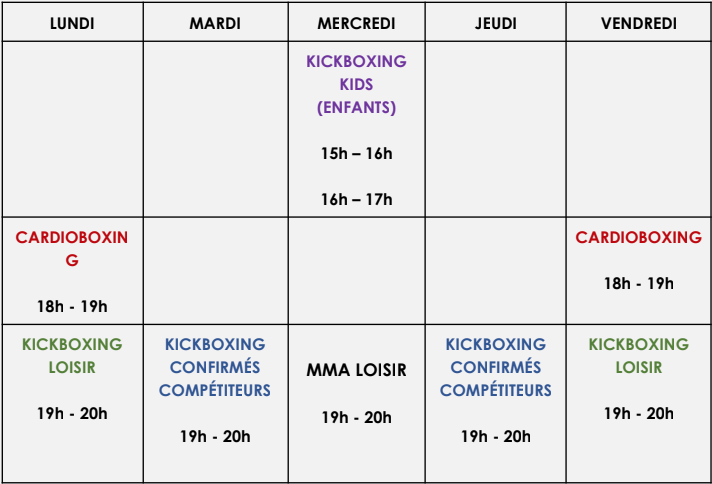 LUNDI
MARDI
MERCREDI
JEUDI
VENDREDI
KICKBOXING
KIDS
(ENFANTS)
15h – 16h
16h – 17h
CARDIOBOXIN
G
18h - 19h
CARDIOBOXING
18h - 19h
KICKBOXING
LOISIR
19h - 20h
KICKBOXING
CONFIRMÉS
COMPÉTITEURS
19h - 20h
MMA LOISIR
19h - 20h
KICKBOXING
CONFIRMÉS
COMPÉTITEURS
19h - 20h
KICKBOXING
LOISIR
19h - 20h